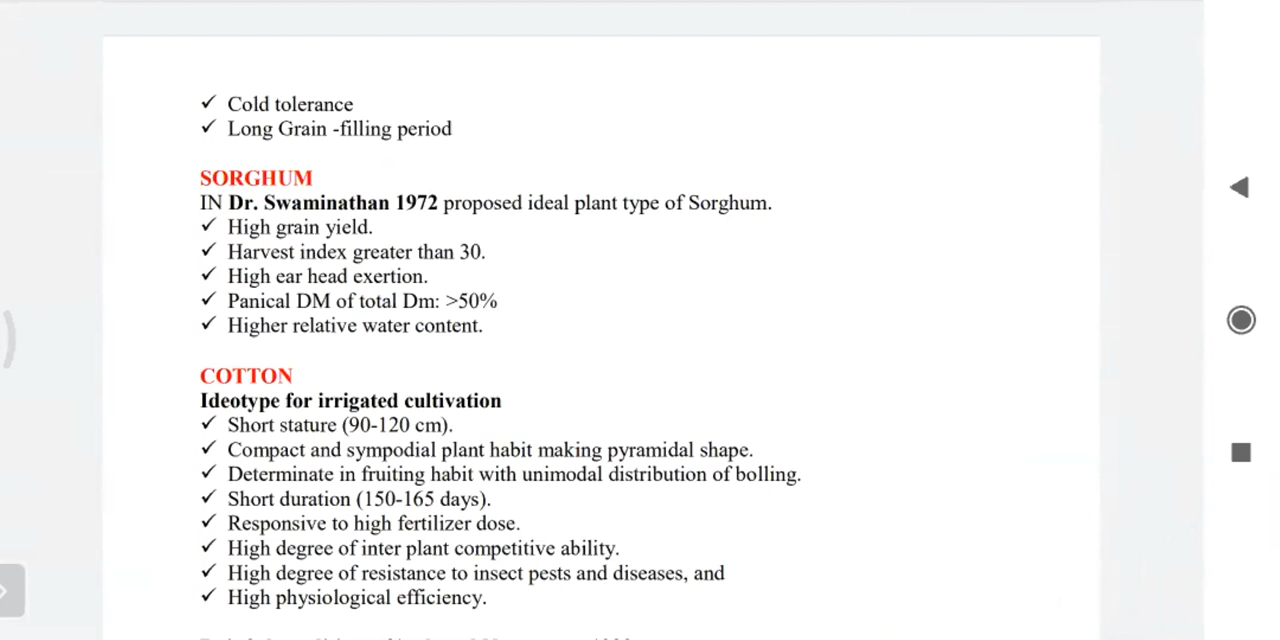 ✓ Cold tolerance
✓ Long Grain -filling period
SORGHUM
IN Dr. Swaminathan 1972 proposed ideal plant type of Sorghum.
✓ High grain yield.
✓ Harvest index greater than 30.
✓ High ear head exertion.
✓ Panical DM of total Dm: >50%
✓ Higher relative water content.
COTTON
Ideotype for irrigated cultivation
✓ Short stature (90-120 cm).
✓ Compact and sympodial plant habit making pyramidal shape.
✓ Determinate in fruiting habit with unimodal distribution of bolling.
✓ Short duration (150-165 days).
✓ Responsive to high fertilizer dose.
✓ High degree of inter plant competitive ability.
✓ High degree of resistance to insect pests and diseases, and
✓ High physiological efficiency.